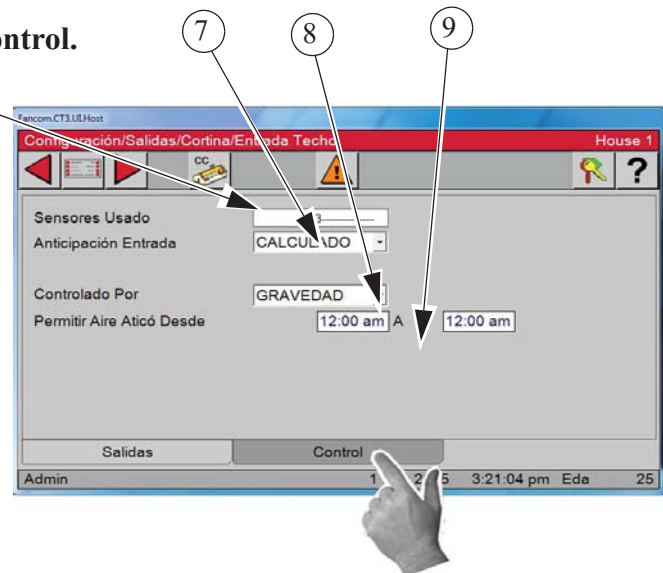 ontrol.
7
8
9
Fancom.CT3.UI.Host
Configuración/Salidas/Cortina/Entrada Techo
House 1
CC
?
Sensores Usado
3
Anticipación Entrada
CALCULADO
Controlado Por
GRAVEDAD
Permitir Aire Aticó Desde
12:00 am A 12:00 am
Salidas
Control
Admin
3:21:04 pm Eda 25